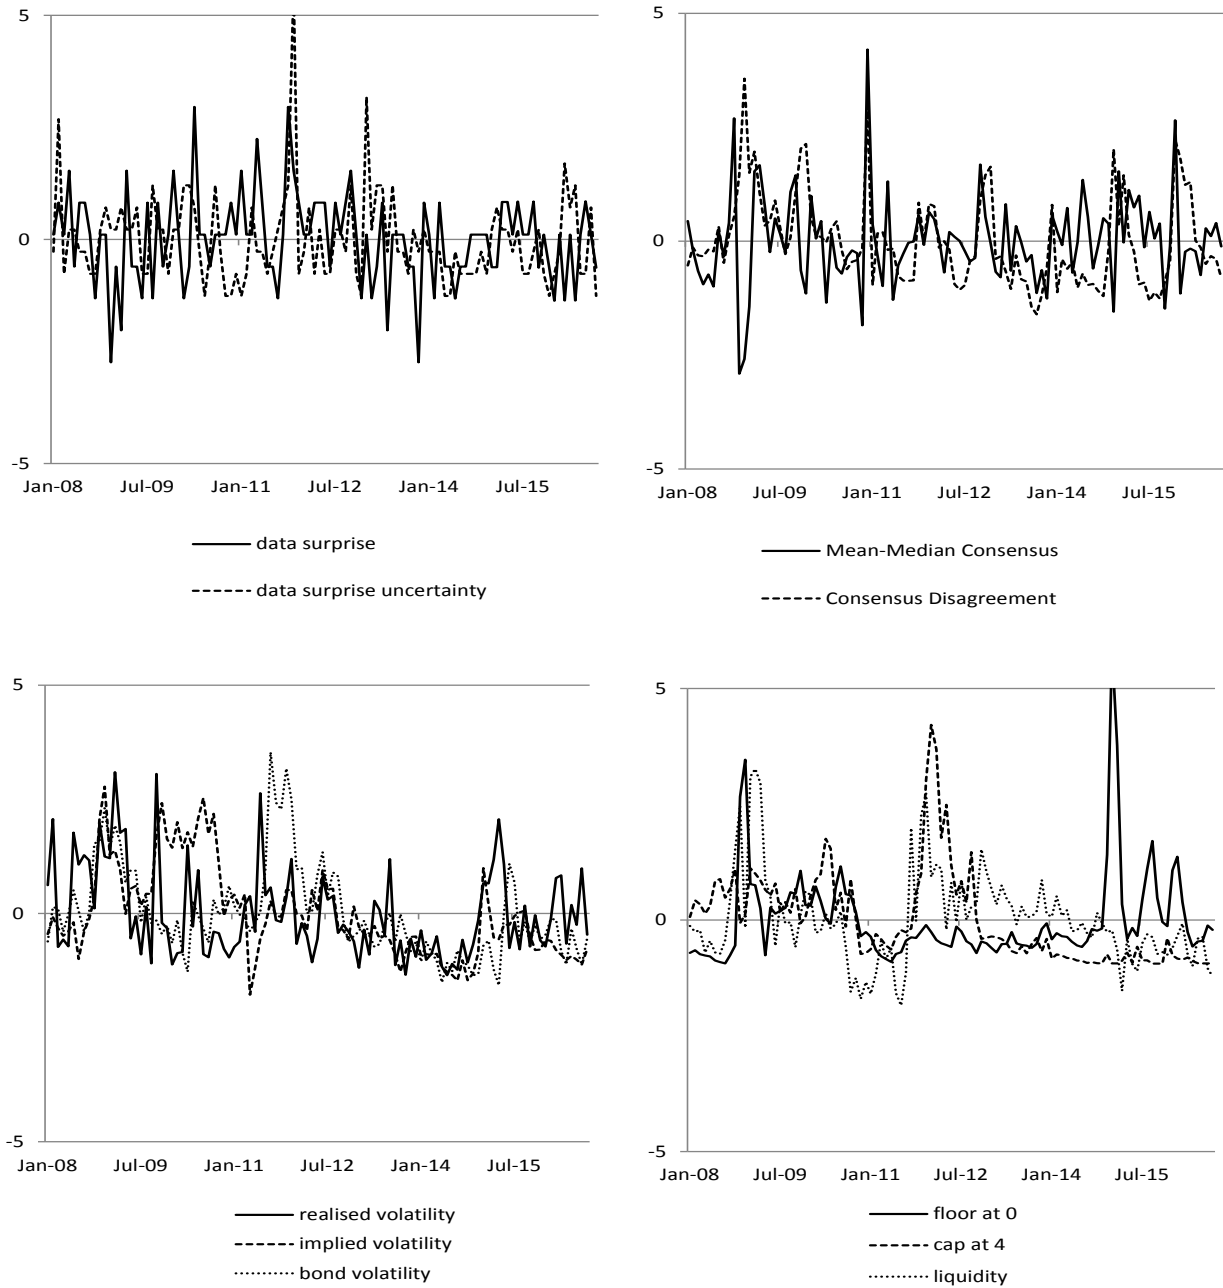 5
0
-5
Jan-08 Jul-09 Jan-11 Jul-12 Jan-14 Jul-15
data surprise
data surprise uncertainty
5
0
-5
Jan-08 Jul-09 Jan-11 Jul-12 Jan-14 Jul-15
Mean-Median Consensus
Consensus Disagreement
5
0
-5
Jan-08 Jul-09 Jan-11 Jul-12 Jan-14 Jul-15
realised volatility
implied volatility
bond volatility
5
0
-5
Jan-08 Jul-09 Jan-11 Jul-12 Jan-14 Jul-15
floor at 0
cap at 4
liquidity